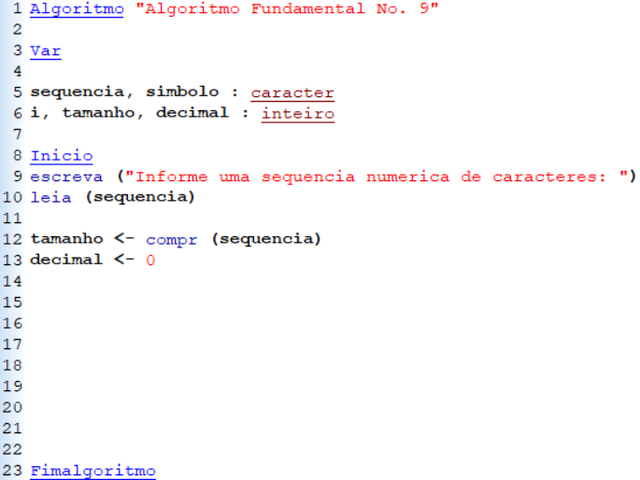 1 Algoritmo "Algoritmo Fundamental No. 9"
2
3 Var
4
5 sequencia, simbolo : caracter
6 i, tamanho, decimal : inteiro
7
8 Inicio
9 escreva ("Informe uma sequencia numerica de caracteres: ")
10 leia (sequencia)
11
12 tamanho <- compr (sequencia)
13 decimal <- 0
14
15
16
17
18
19
20
21
22
23 Fimalgoritmo